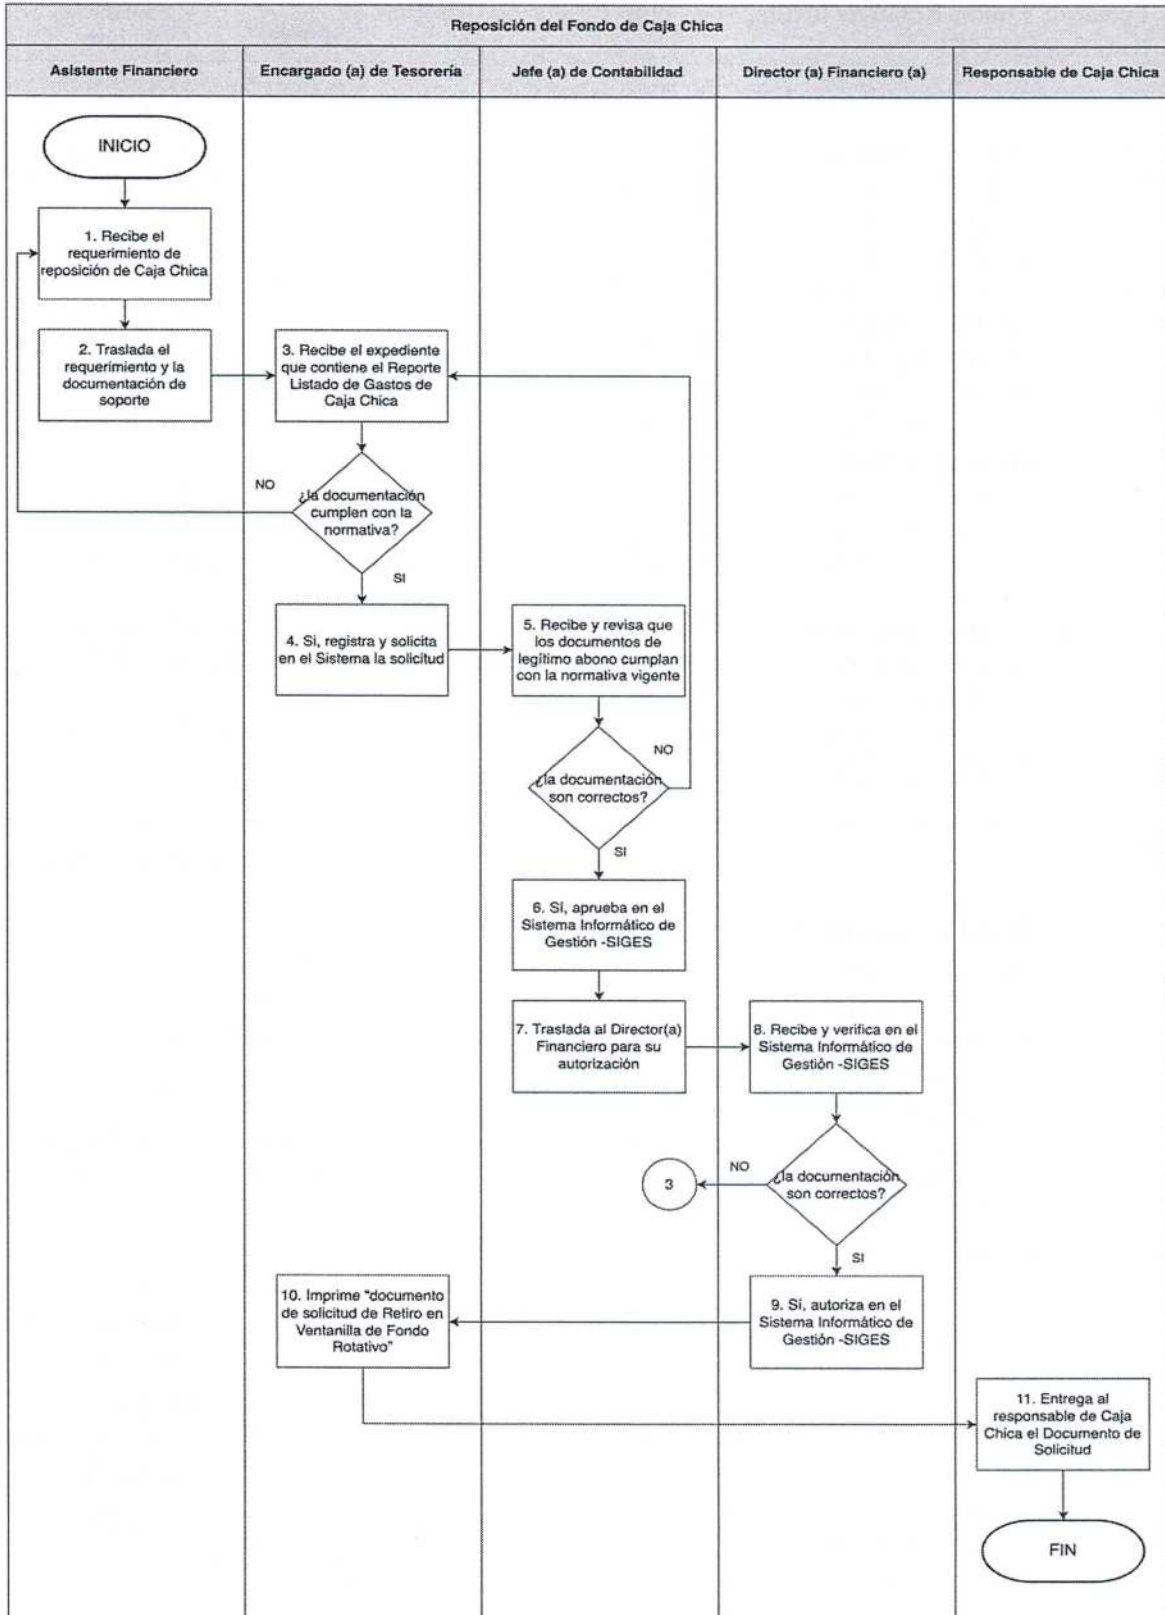 Reposición del Fondo de Caja Chica
Asistente Financiero
Encargado (a) de Tesorería
Jefe (a) de Contabilidad
Director (a) Financiero (a)
Responsable de Caja Chica
INICIO
1. Recibe el
requerimiento de
reposición de Caja Chica
2. Traslada el
requerimiento y la
documentación de
soporte
3. Recibe el expediente
que contiene el Reporte
Listado de Gastos de
Caja Chica
NO
¿la documentación
cumplen con la
normativa?
SI
4. Si, registra y solicita
en el Sistema la solicitud
5. Recibe y revisa que
los documentos de
legítimo abono cumplan
con la normativa vigente
NO
¿la documentación
son correctos?
SI
6. Sí, aprueba en el
Sistema Informático de
Gestión -SIGES
7. Traslada al Director(a)
Financiero para su
autorización
8. Recibe y verifica en el
Sistema Informático de
Gestión -SIGES
NO
3
¿la documentación
son correctos?
SI
9. Sí, autoriza en el
Sistema Informático de
Gestión -SIGES
10. Imprime "documento
de solicitud de Retiro en
Ventanilla de Fondo
Rotativo"
11. Entrega al
responsable de Caja
Chica el Documento de
Solicitud
FIN